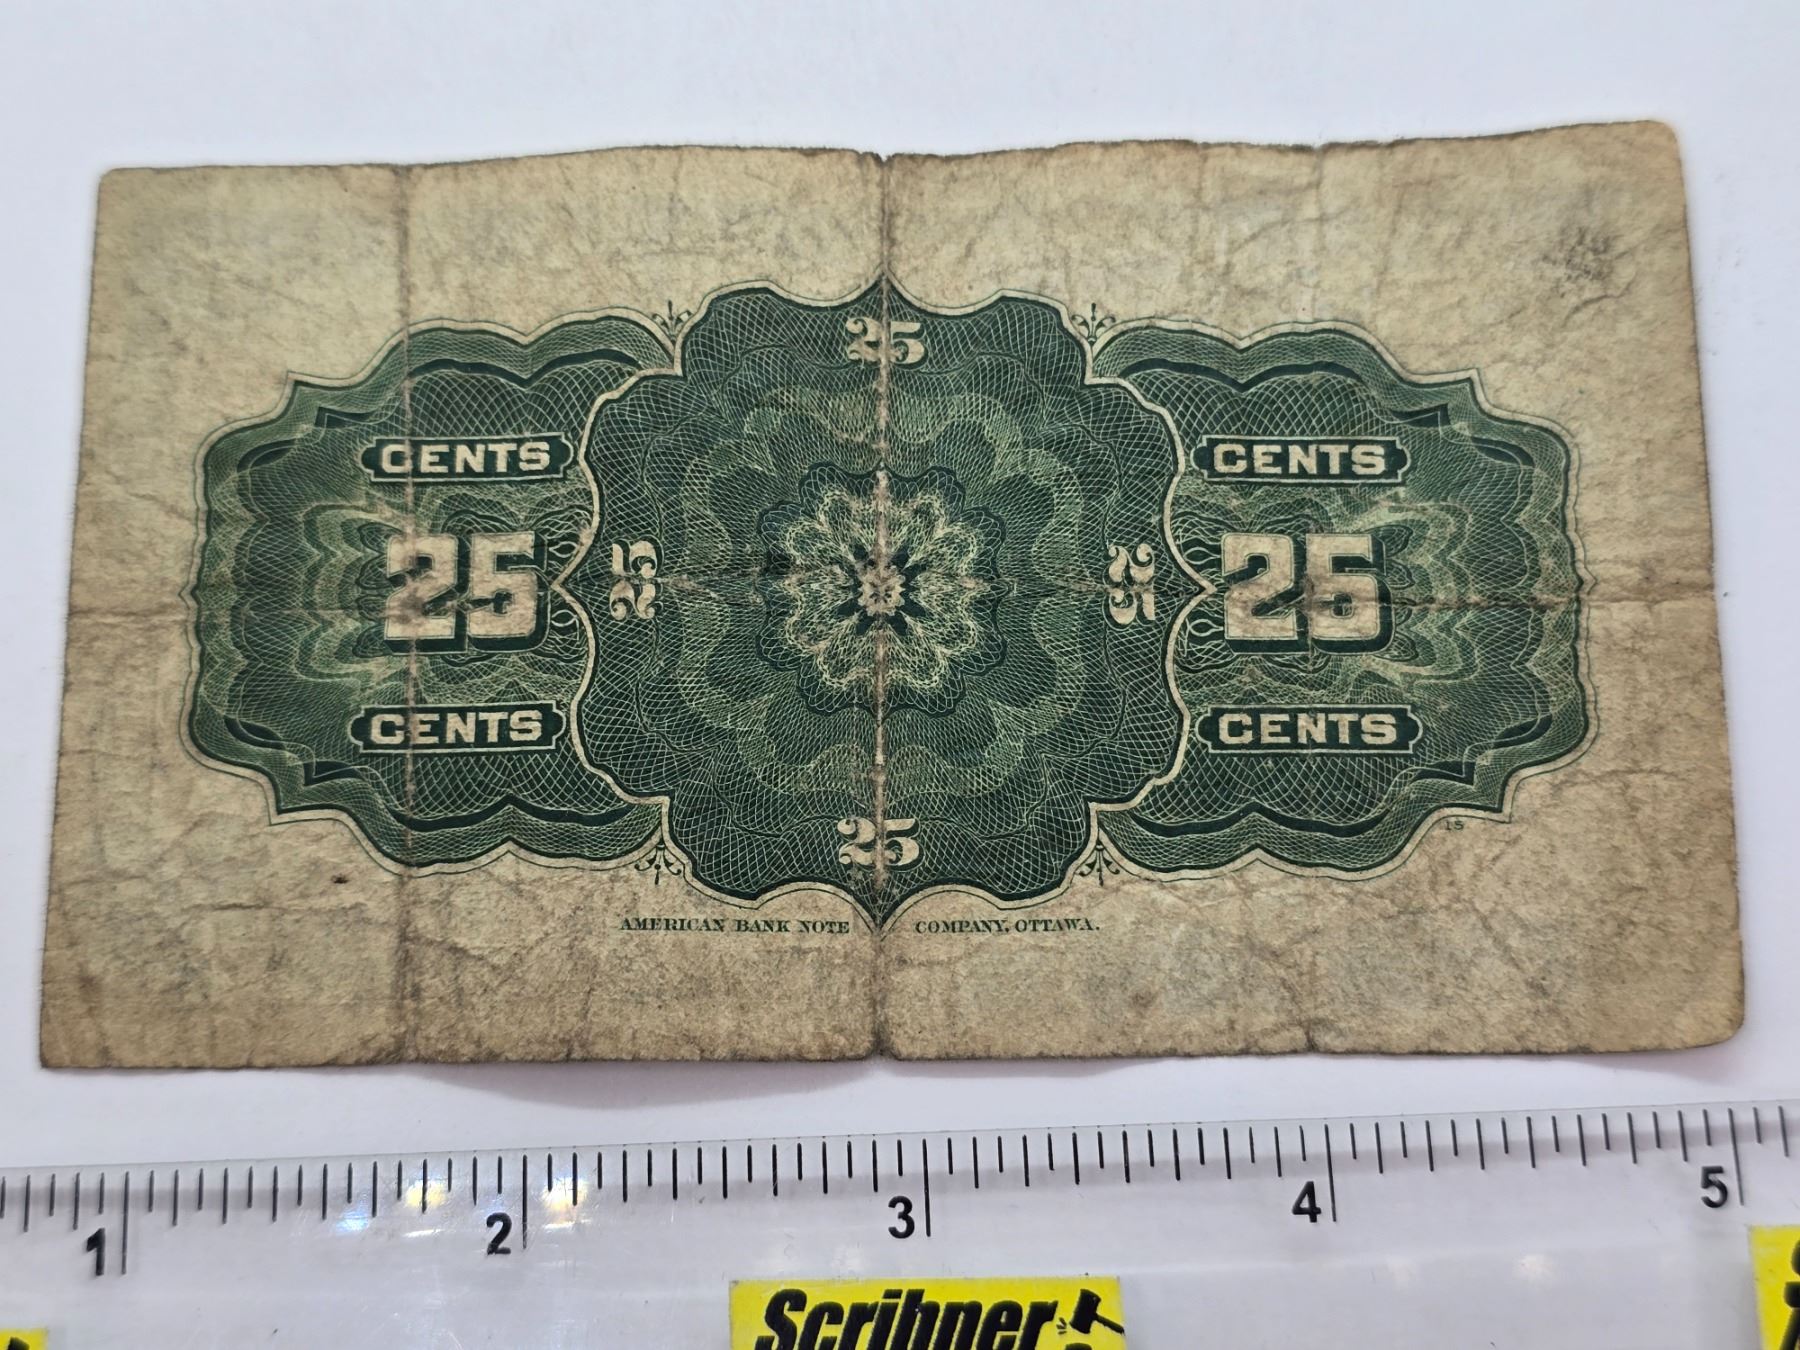 25
CENTS CENTS
25 25 25 25
CENTS CENTS
25
15
AMERICAN BANK NOTE COMPANY, OTTAWA.
1 2 3 4 5
Scribner